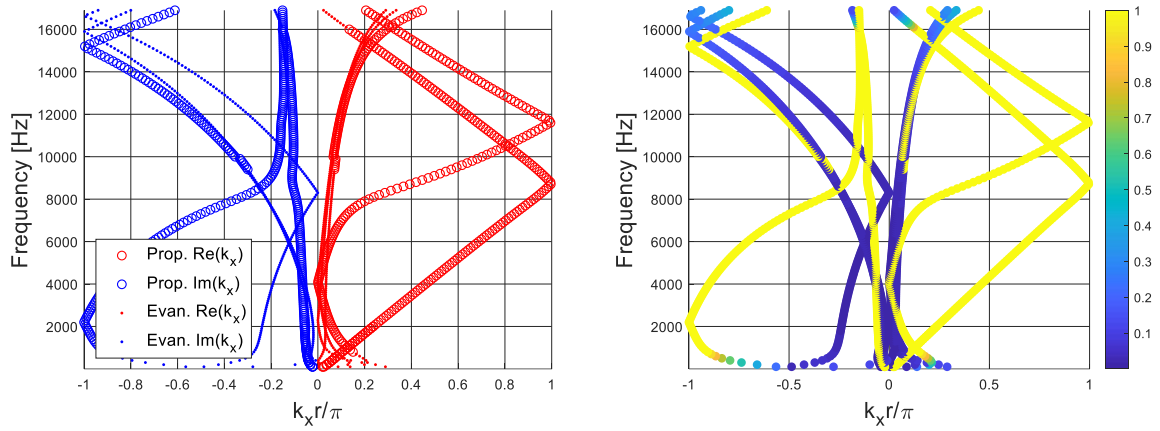 16000
14000
12000
10000
8000
6000
4000
2000
Frequency [Hz]
Prop. Re(kₓ)
Prop. Im(kₓ)
Evan. Re(kₓ)
Evan. Im(kₓ)
-1 -0.8 -0.6 -0.4 -0.2 0 0.2 0.4 0.6 0.8 1
kₓr/π
16000
14000
12000
10000
8000
6000
4000
2000
Frequency [Hz]
-1 -0.5 0 0.5 1
kₓr/π
1
0.9
0.8
0.7
0.6
0.5
0.4
0.3
0.2
0.1